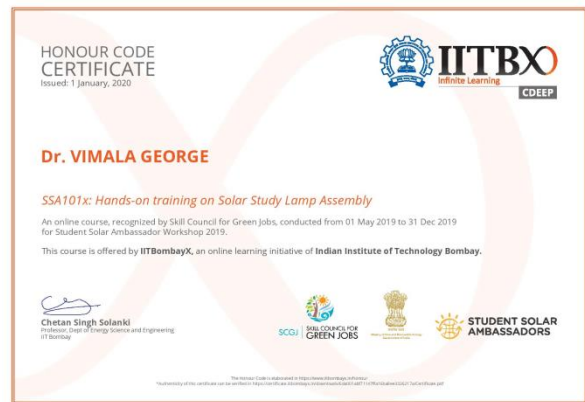 HONOUR CODE
CERTIFICATE
Issued: 1 January, 2020
IITBX
Infinite Learning
CDEEP
Dr. VIMALA GEORGE
SSA101x: Hands-on training on Solar Study Lamp Assembly
An online course, recognized by Skill Council for Green Jobs, conducted from 01 May 2019 to 31 Dec 2019
for Student Solar Ambassador Workshop 2019.
This course is offered by IITBombayX, an online learning initiative of Indian Institute of Technology Bombay.
Chetan Singh Solanki
Professor, Dept of Energy Science and Engineering
IIT Bombay
SCGJ
SKILL COUNCIL FOR
GREEN JOBS
STUDENT SOLAR
AMBASSADORS